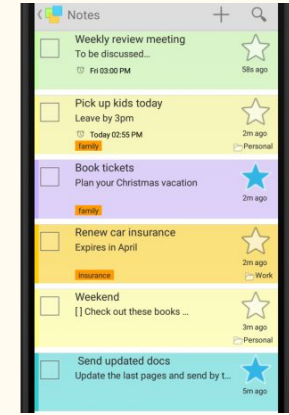 Notes
Weekly review meeting
To be discussed...
Fri 03:00 PM
58s ago
Pick up kids today
Leave by 3pm
Today 02:55 PM
2m ago
family
Personal
Book tickets
Plan your Christmas vacation
2m ago
family
Renew car insurance
Expires in April
2m ago
insurance
Work
Weekend
[ ] Check out these books ...
3m ago
Personal
Send updated docs
Update the last pages and send by t...
5m ago